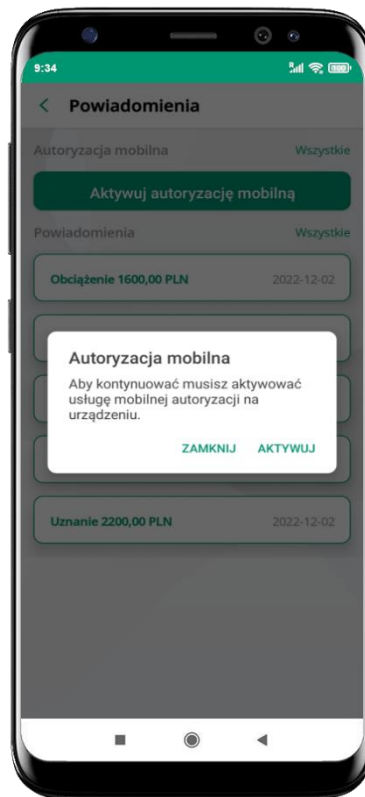 9:34
Powiadomienia
Autoryzacja mobilna Wszystkie
Aktywuj autoryzację mobilną
Powiadomienia Wszystkie
Obciążenie 1600,00 PLN 2022-12-02
Autoryzacja mobilna
Aby kontynuować musisz aktywować
usługę mobilnej autoryzacji na
urządzeniu.
ZAMKNIJ AKTYWUJ
Uznanie 2200,00 PLN 2022-12-02